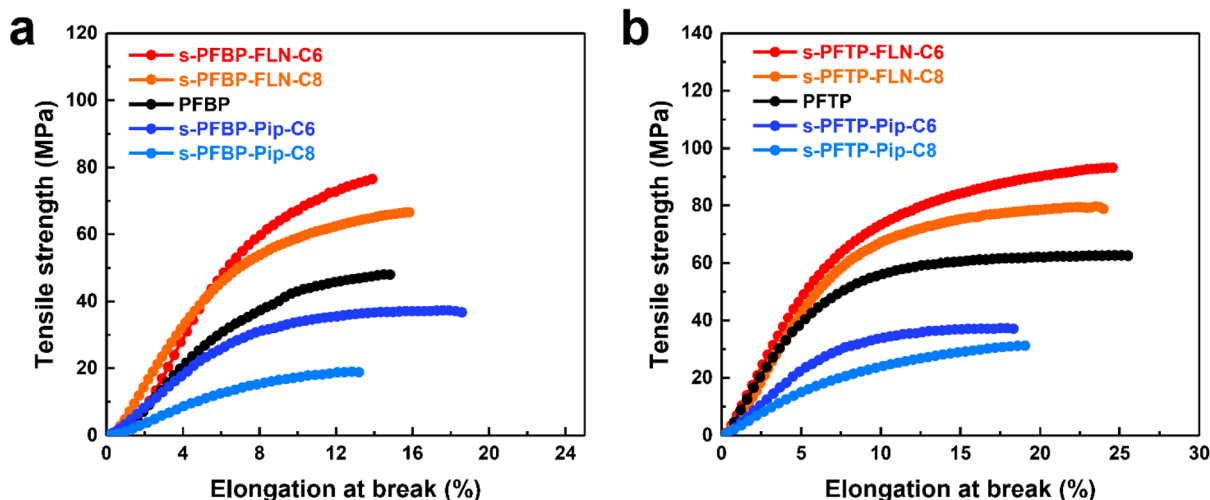 a
120
100
80
60
40
20
0
Tensile strength (MPa)
s-PFBP-FLN-C6
s-PFBP-FLN-C8
PFBP
s-PFBP-Pip-C6
s-PFBP-Pip-C8
0 4 8 12 16 20 24
Elongation at break (%)
b
140
120
100
80
60
40
20
0
Tensile strength (MPa)
s-PFTP-FLN-C6
s-PFTP-FLN-C8
PFTP
s-PFTP-Pip-C6
s-PFTP-Pip-C8
0 5 10 15 20 25 30
Elongation at break (%)